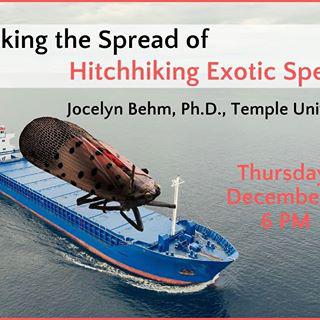 king the Spread of
Hitchhiking Exotic Spe
Jocelyn Behm, Ph.D., Temple Uni
Thursday
December
6 PM